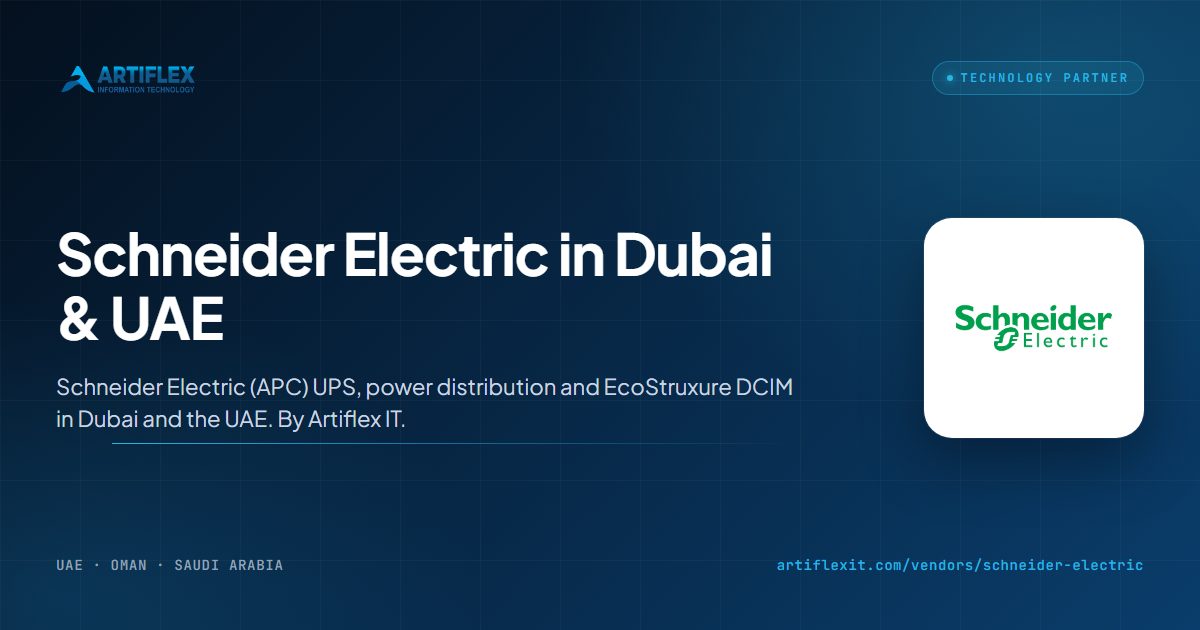 ARTIFLEX
INFORMATION TECHNOLOGY
TECHNOLOGY PARTNER
Schneider Electric in Dubai
& UAE
Schneider Electric (APC) UPS, power distribution and EcoStruxure DCIM
in Dubai and the UAE. By Artiflex IT.
Schneider
Electric
UAE · OMAN · SAUDI ARABIA
artiflexit.com/vendors/schneider-electric